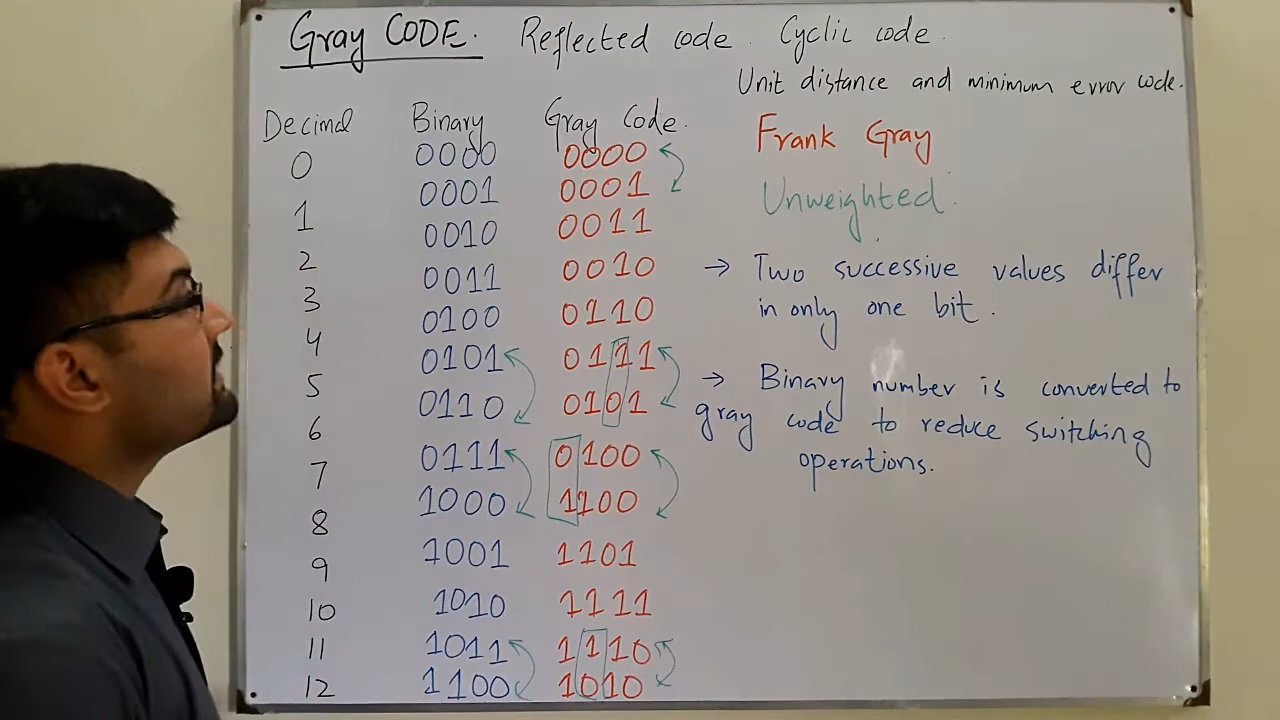 Gray CODE. Reflected code. Cyclic code.
Unit distance and minimum error code.
Decimal Binary Gray Code.
Frank Gray
Unweighted.
0 0000 0000
1 0001 0001
2 0010 0011
3 0011 0010
4 0100 0110
5 0101 0111
6 0110 0101
7 0111 0100
8 1000 1100
9 1001 1101
10 1010 1111
11 1011 1110
12 1100 1010
→ Two successive values differ
in only one bit.
→ Binary number is converted to
gray code to reduce switching
operations.